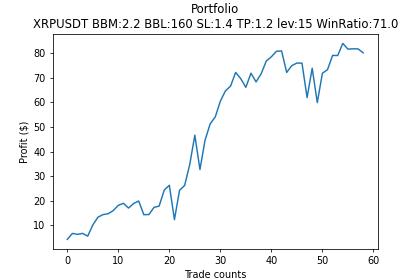 Portfolio
XRPUSDT BBM:2.2 BBL:160 SL:1.4 TP:1.2 lev:15 WinRatio:71.0
80
70
60
50
40
30
20
10
Profit ($)
0 10 20 30 40 50 60
Trade counts